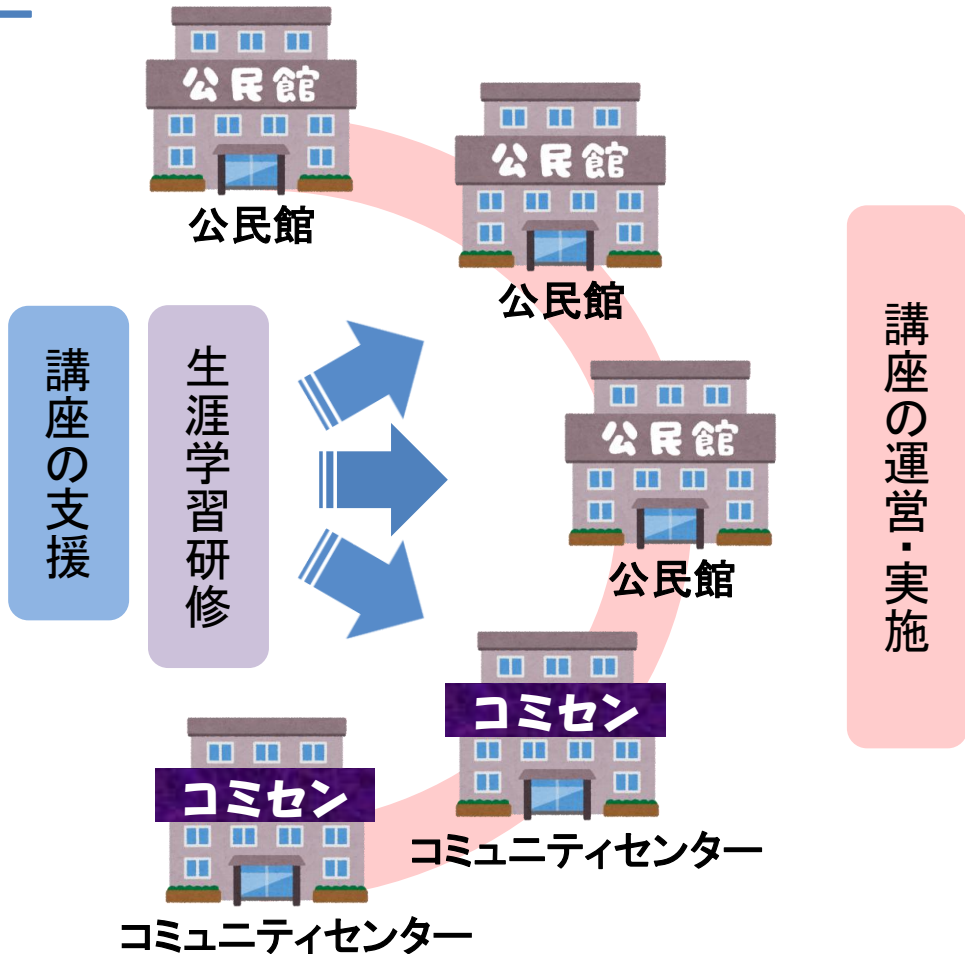 公民館
公民館
公民館
公民館
講座の支援
生涯学習研修
公民館
公民館
講座の運営・実施
コミセン
コミュニティセンター
コミセン
コミュニティセンター